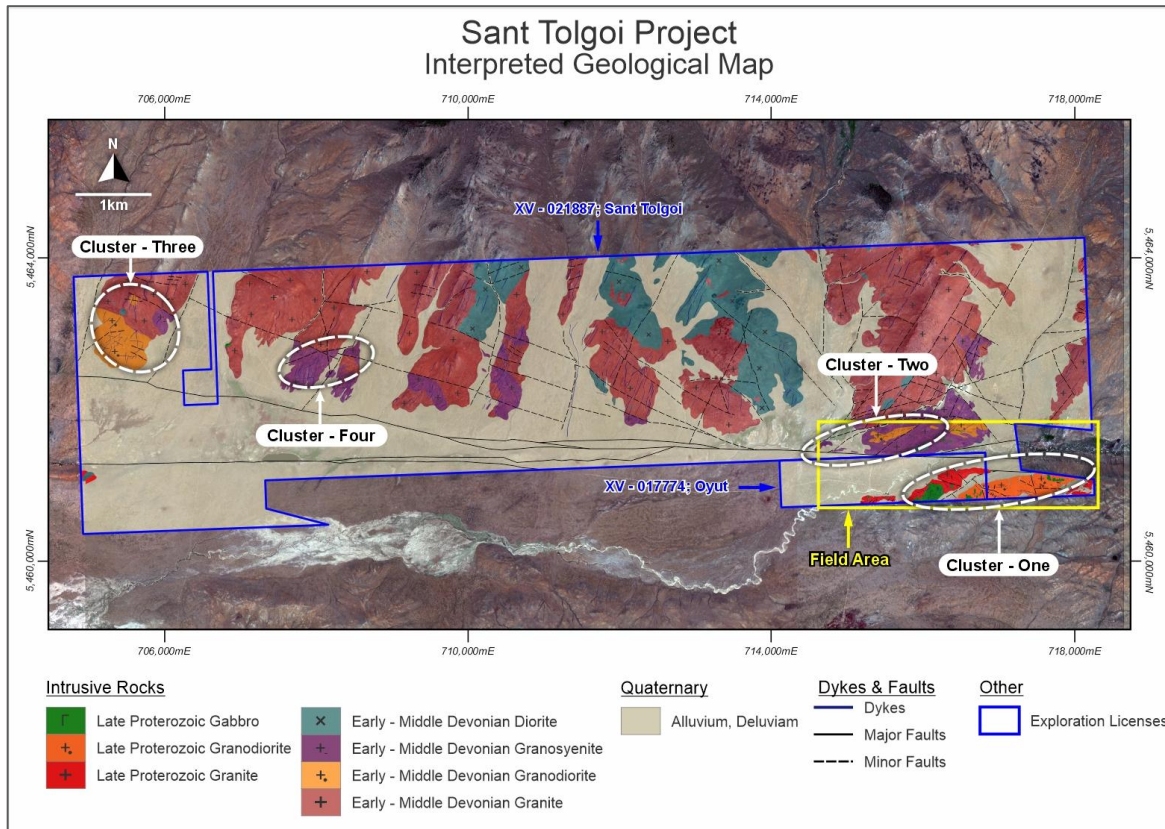 Sant Tolgoi Project
Interpreted Geological Map
706,000mE
710,000mE
714,000mE
718,000mE
N
1km
XV - 021887; Sant Tolgoi
Cluster - Three
5,464,000mN
5,464,000mN
Cluster - Two
Cluster - Four
XV - 017774; Oyut
Field Area
Cluster - One
5,460,000mN
5,460,000mN
706,000mE
710,000mE
714,000mE
718,000mE
Intrusive Rocks
Late Proterozoic Gabbro
Late Proterozoic Granodiorite
Late Proterozoic Granite
Early - Middle Devonian Diorite
Early - Middle Devonian Granosyenite
Early - Middle Devonian Granodiorite
Early - Middle Devonian Granite
Quaternary
Alluvium, Deluviam
Dykes & Faults
Dykes
Major Faults
Minor Faults
Other
Exploration Licenses